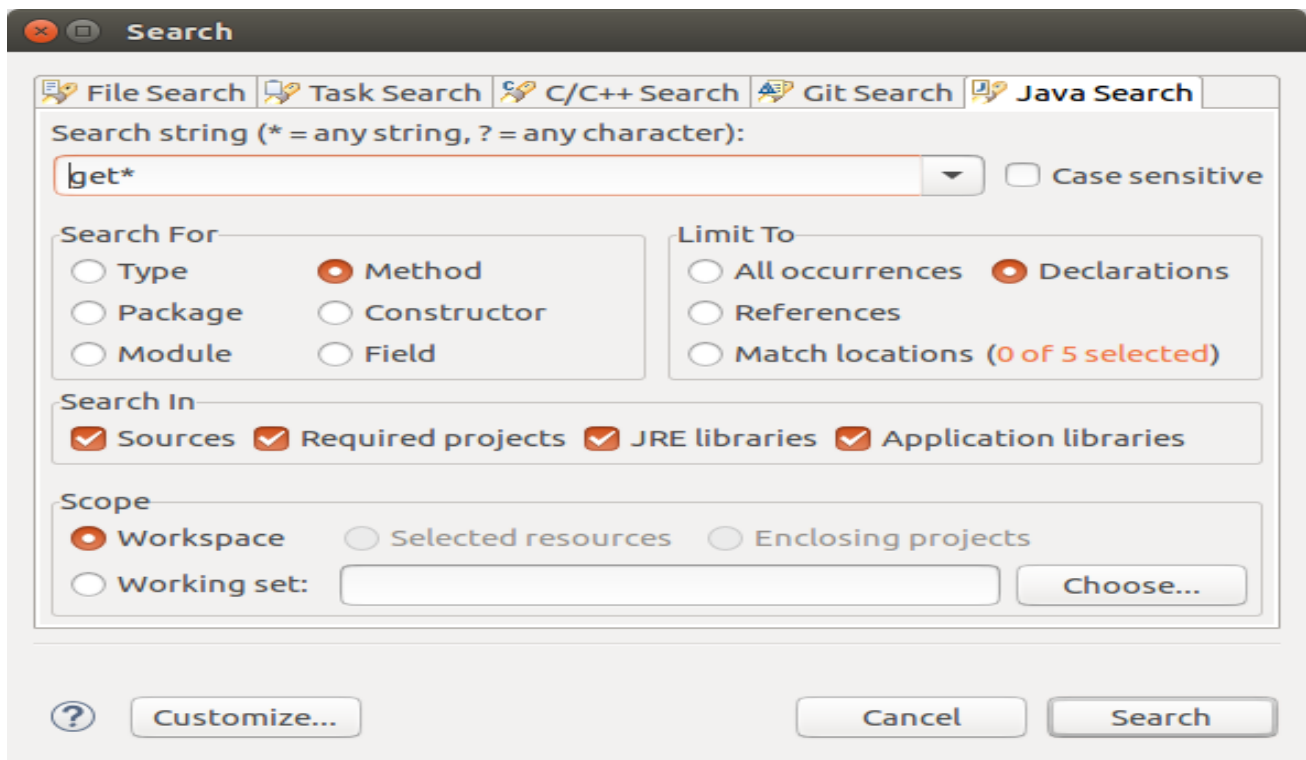 Search
File Search Task Search C/C++ Search Git Search Java Search
Search string (* = any string, ? = any character):
get* Case sensitive
Search For
Type Method
Package Constructor
Module Field
Limit To
All occurrences Declarations
References
Match locations (0 of 5 selected)
Search In
Sources Required projects JRE libraries Application libraries
Scope
Workspace Selected resources Enclosing projects
Working set: Choose...
? Customize... Cancel Search